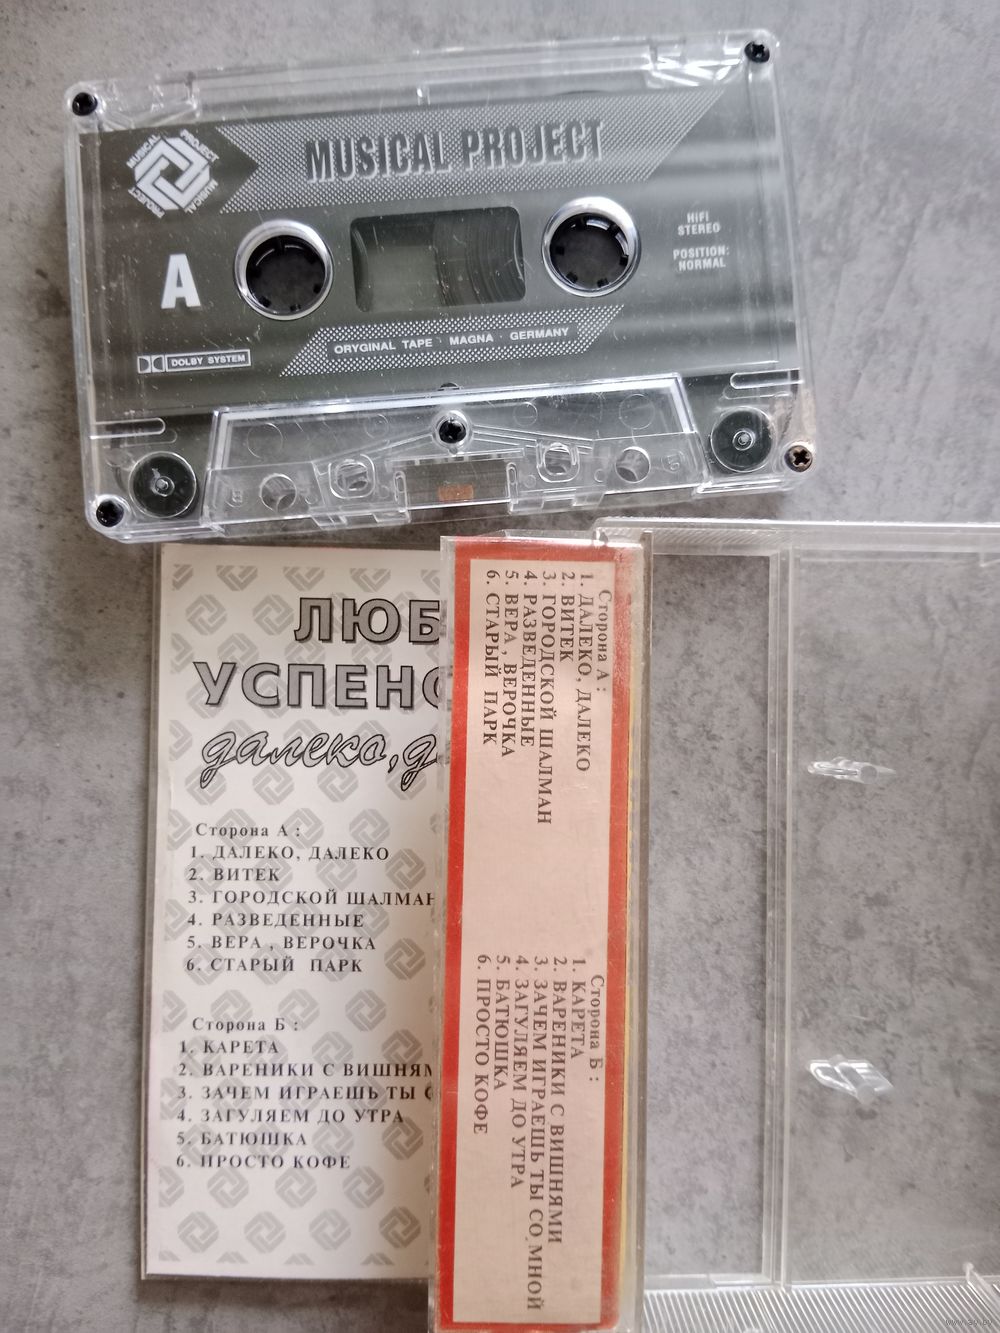 MUSICAL PROJECT
MUSICAL PROJECT
MUSICAL PROJECT
A
HiFi
STEREO
POSITION:
NORMAL
DOLBY SYSTEM
ORYGINAL TAPE · MAGNA · GERMANY
ЛЮБ
УСПЕНС
далеко, д
Сторона А :
1. ДАЛЕКО, ДАЛЕКО
2. ВИТЕК
3. ГОРОДСКОЙ ШАЛМАН
4. РАЗВЕДЕННЫЕ
5. ВЕРА , ВЕРОЧКА
6. СТАРЫЙ ПАРК
Сторона Б :
1. КАРЕТА
2. ВАРЕНИКИ С ВИШНЯМ
3. ЗАЧЕМ ИГРАЕШЬ ТЫ С
4. ЗАГУЛЯЕМ ДО УТРА
5. БАТЮШКА
6. ПРОСТО КОФЕ
Сторона А :
1. ДАЛЕКО, ДАЛЕКО
2. ВИТЕК
3. ГОРОДСКОЙ ШАЛМАН
4. РАЗВЕДЕННЫЕ
5. ВЕРА , ВЕРОЧКА
6. СТАРЫЙ ПАРК
Сторона Б :
1. КАРЕТА
2. ВАРЕНИКИ С ВИШНЯМИ
3. ЗАЧЕМ ИГРАЕШЬ ТЫ СО МНОЙ
4. ЗАГУЛЯЕМ ДО УТРА
5. БАТЮШКА
6. ПРОСТО КОФЕ